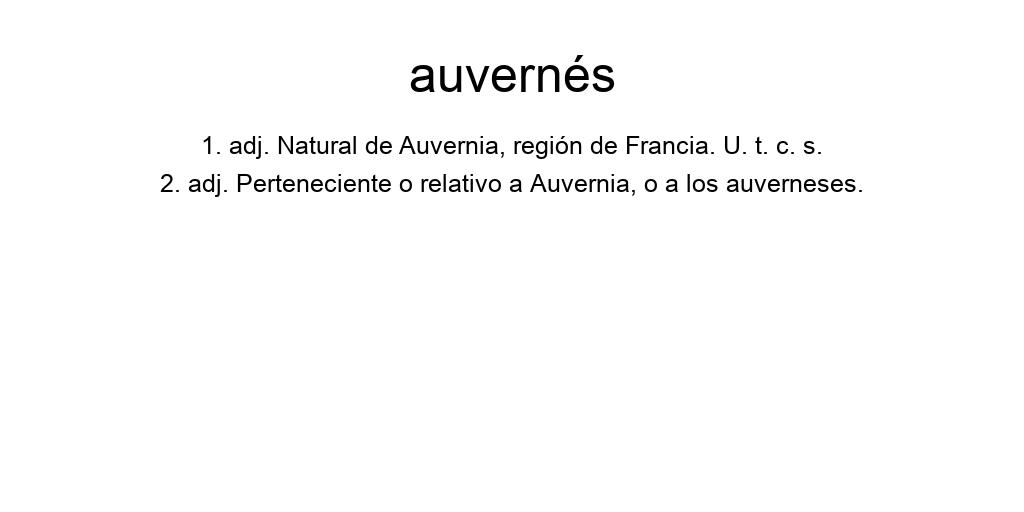 auvernés
1. adj. Natural de Auvernia, región de Francia. U. t. c. s.
2. adj. Perteneciente o relativo a Auvernia, o a los auverneses.